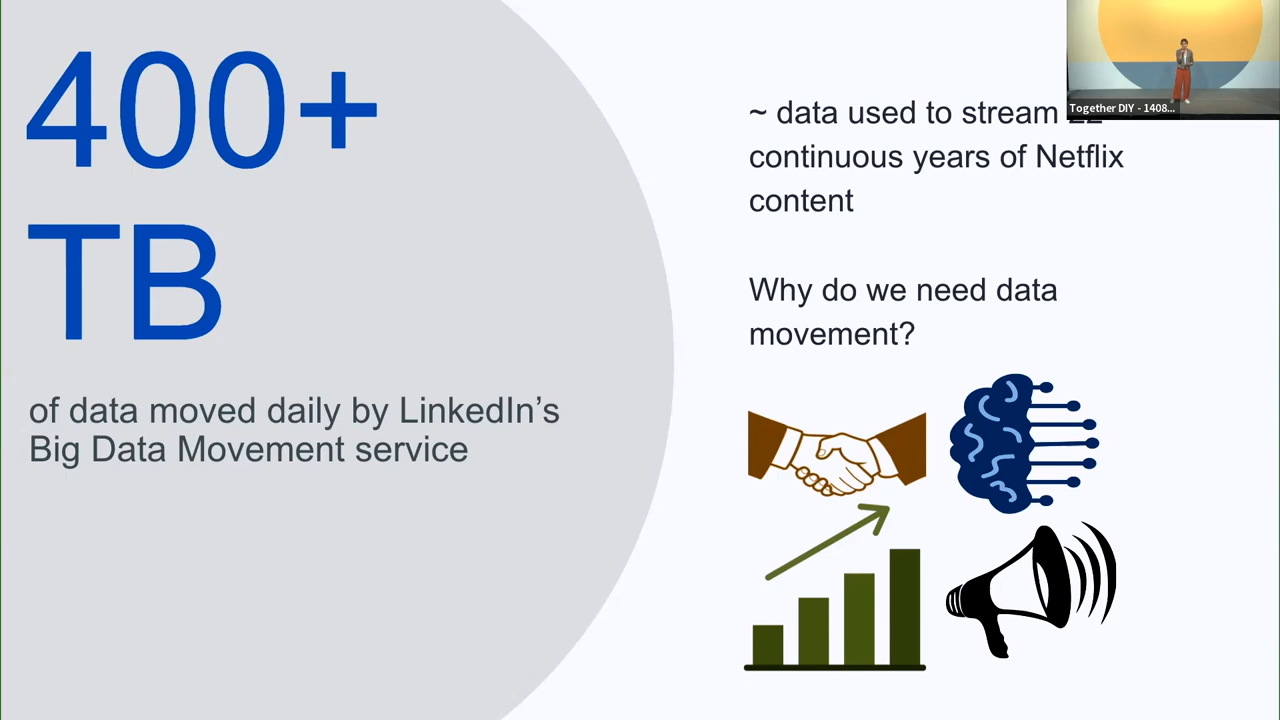 400+
TB
of data moved daily by LinkedIn’s
Big Data Movement service
~ data used to stream
continuous years of Netflix
content
Why do we need data
movement?
Together DIY - 1408...